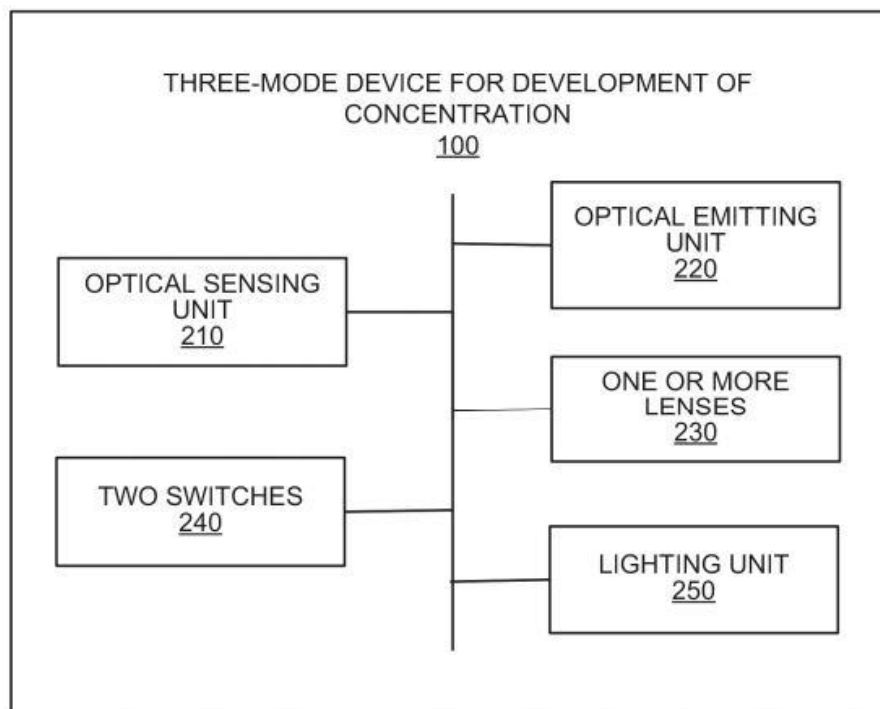 THREE-MODE DEVICE FOR DEVELOPMENT OF
CONCENTRATION
100
OPTICAL EMITTING
UNIT
220
OPTICAL SENSING
UNIT
210
ONE OR MORE
LENSES
230
TWO SWITCHES
240
LIGHTING UNIT
250